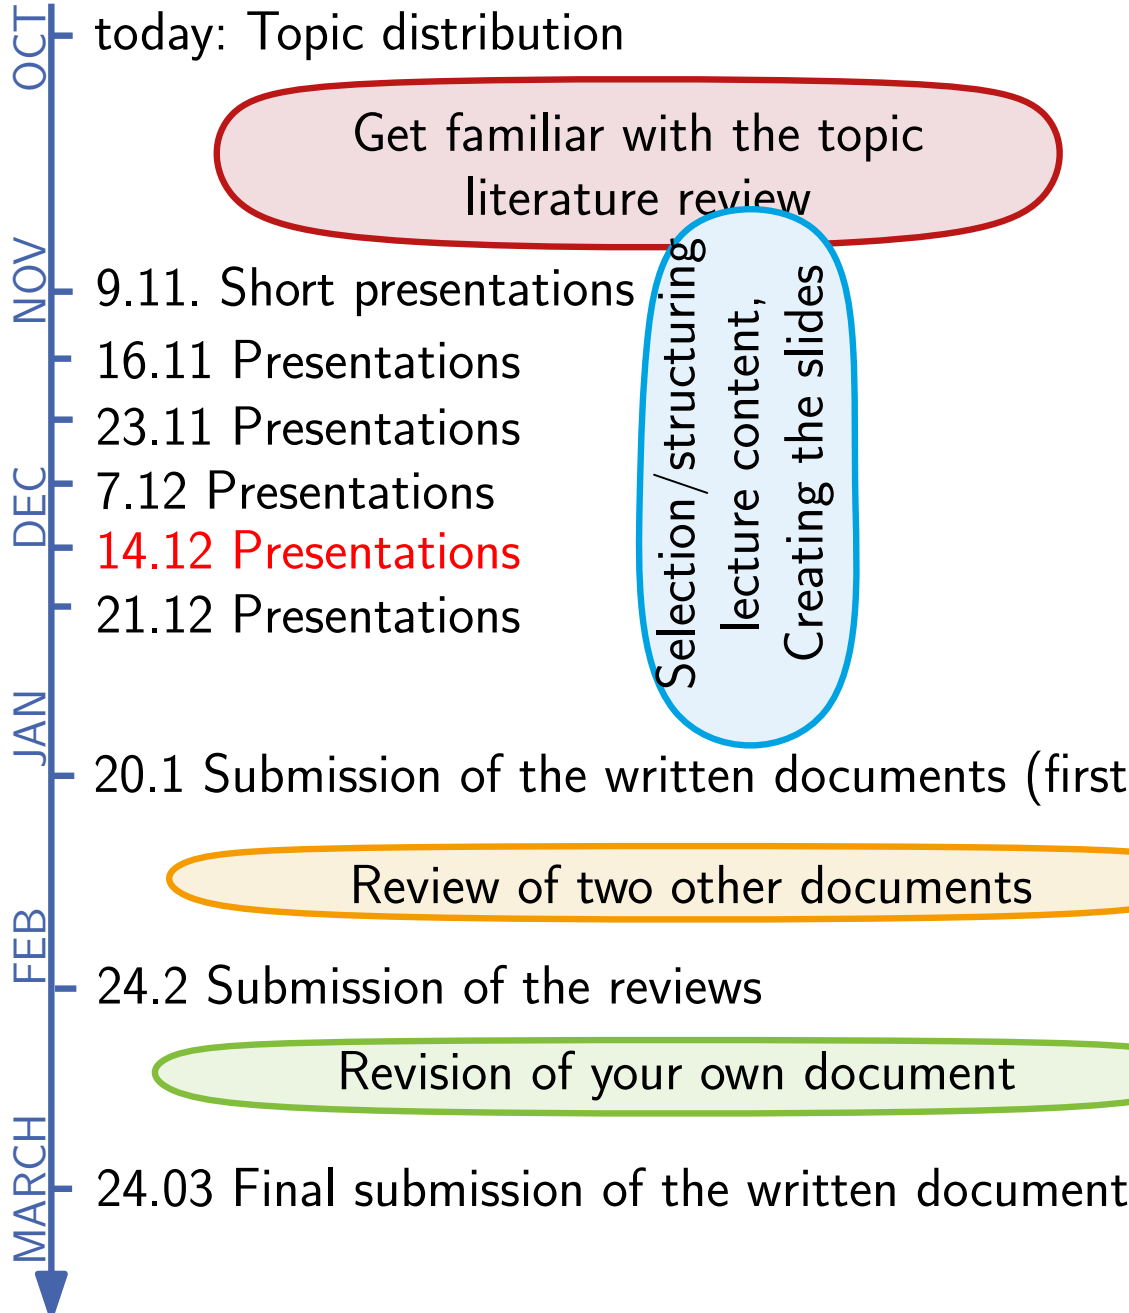 OCT
today: Topic distribution
Get familiar with the topic
literature review
NOV
9.11. Short presentations
16.11 Presentations
23.11 Presentations
DEC
7.12 Presentations
14.12 Presentations
21.12 Presentations
Selection/structuring
lecture content,
Creating the slides
JAN
20.1 Submission of the written documents (first
Review of two other documents
FEB
24.2 Submission of the reviews
Revision of your own document
MARCH
24.03 Final submission of the written document